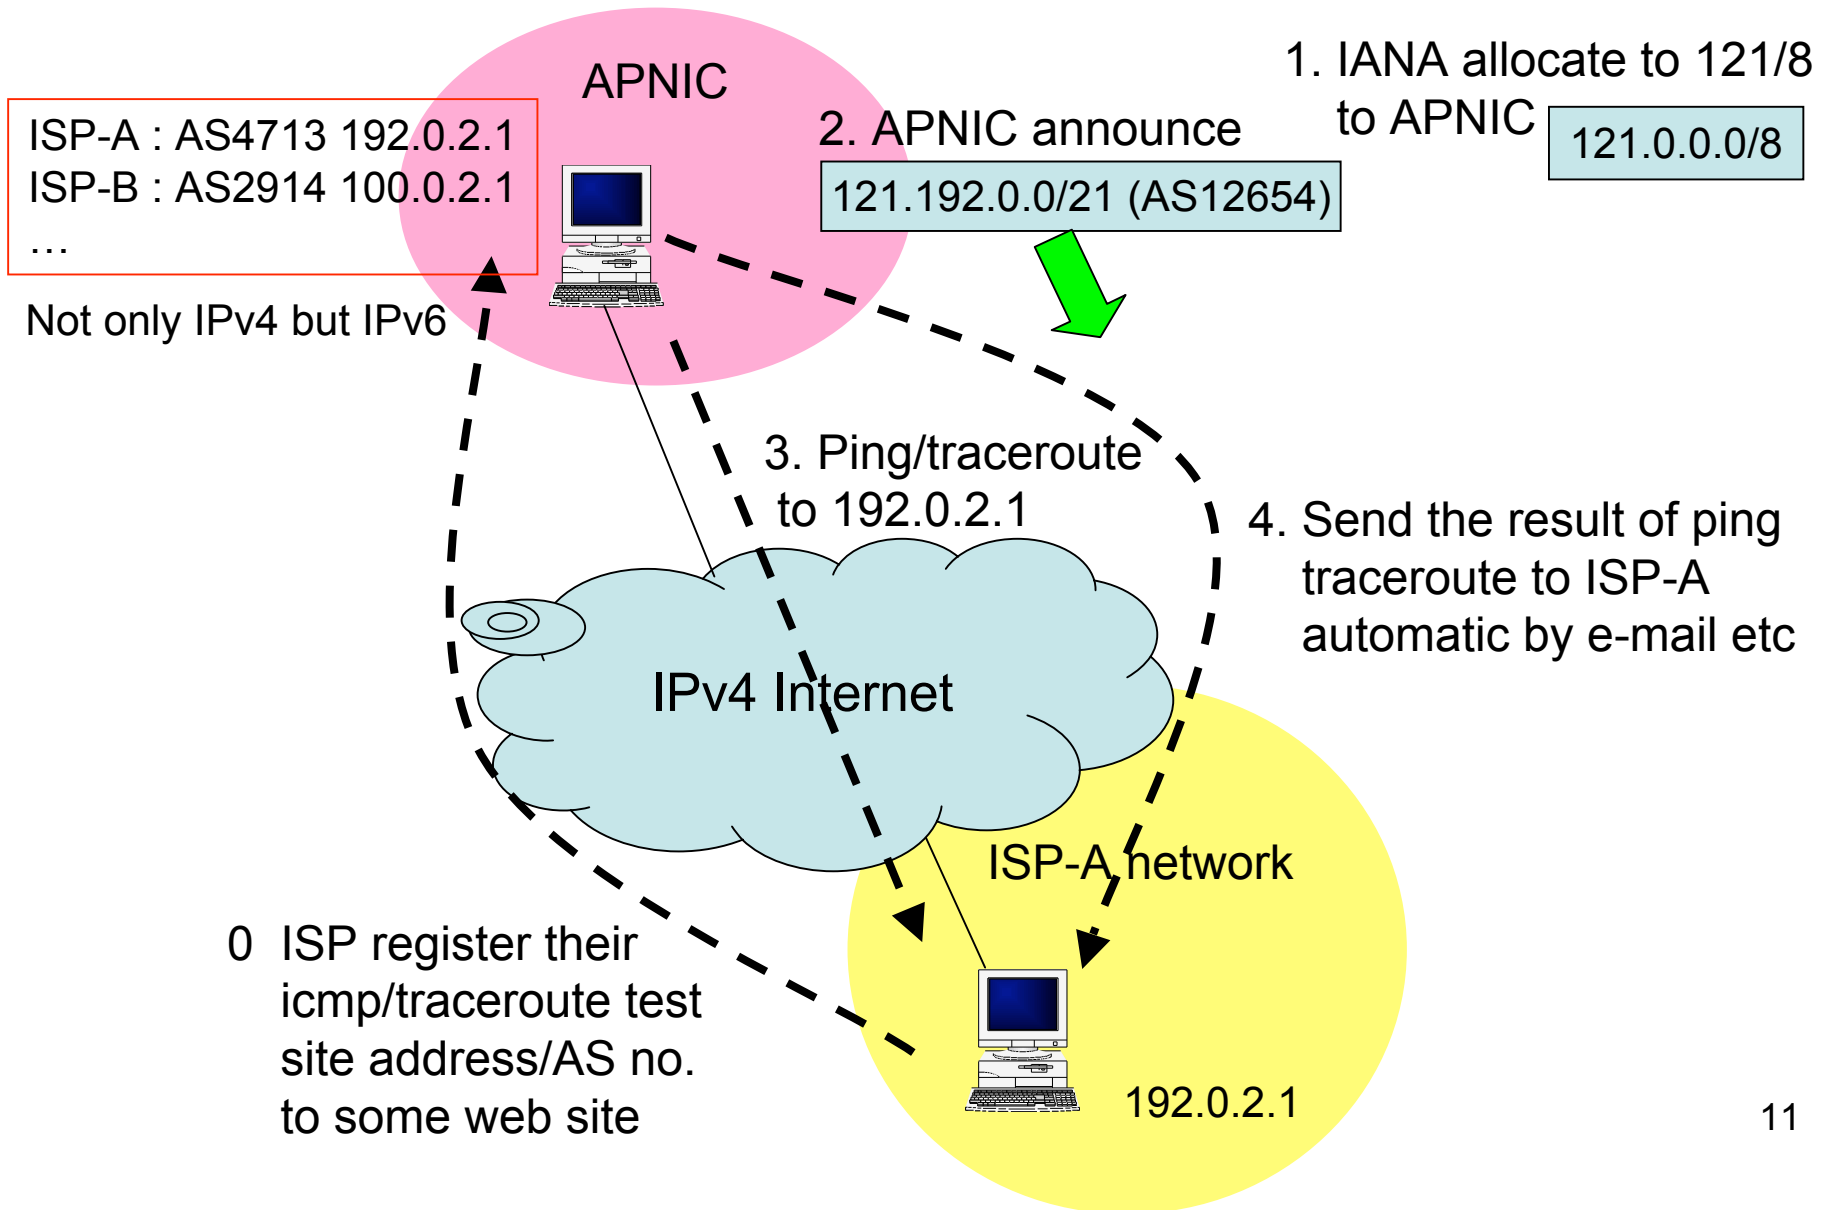 APNIC
1. IANA allocate to 121/8
to APNIC
121.0.0.0/8
ISP-A : AS4713 192.0.2.1
ISP-B : AS2914 100.0.2.1
…
2. APNIC announce
121.192.0.0/21 (AS12654)
Not only IPv4 but IPv6
3. Ping/traceroute
to 192.0.2.1
4. Send the result of ping
traceroute to ISP-A
automatic by e-mail etc
IPv4 Internet
ISP-A network
0 ISP register their
icmp/traceroute test
site address/AS no.
to some web site
192.0.2.1
11